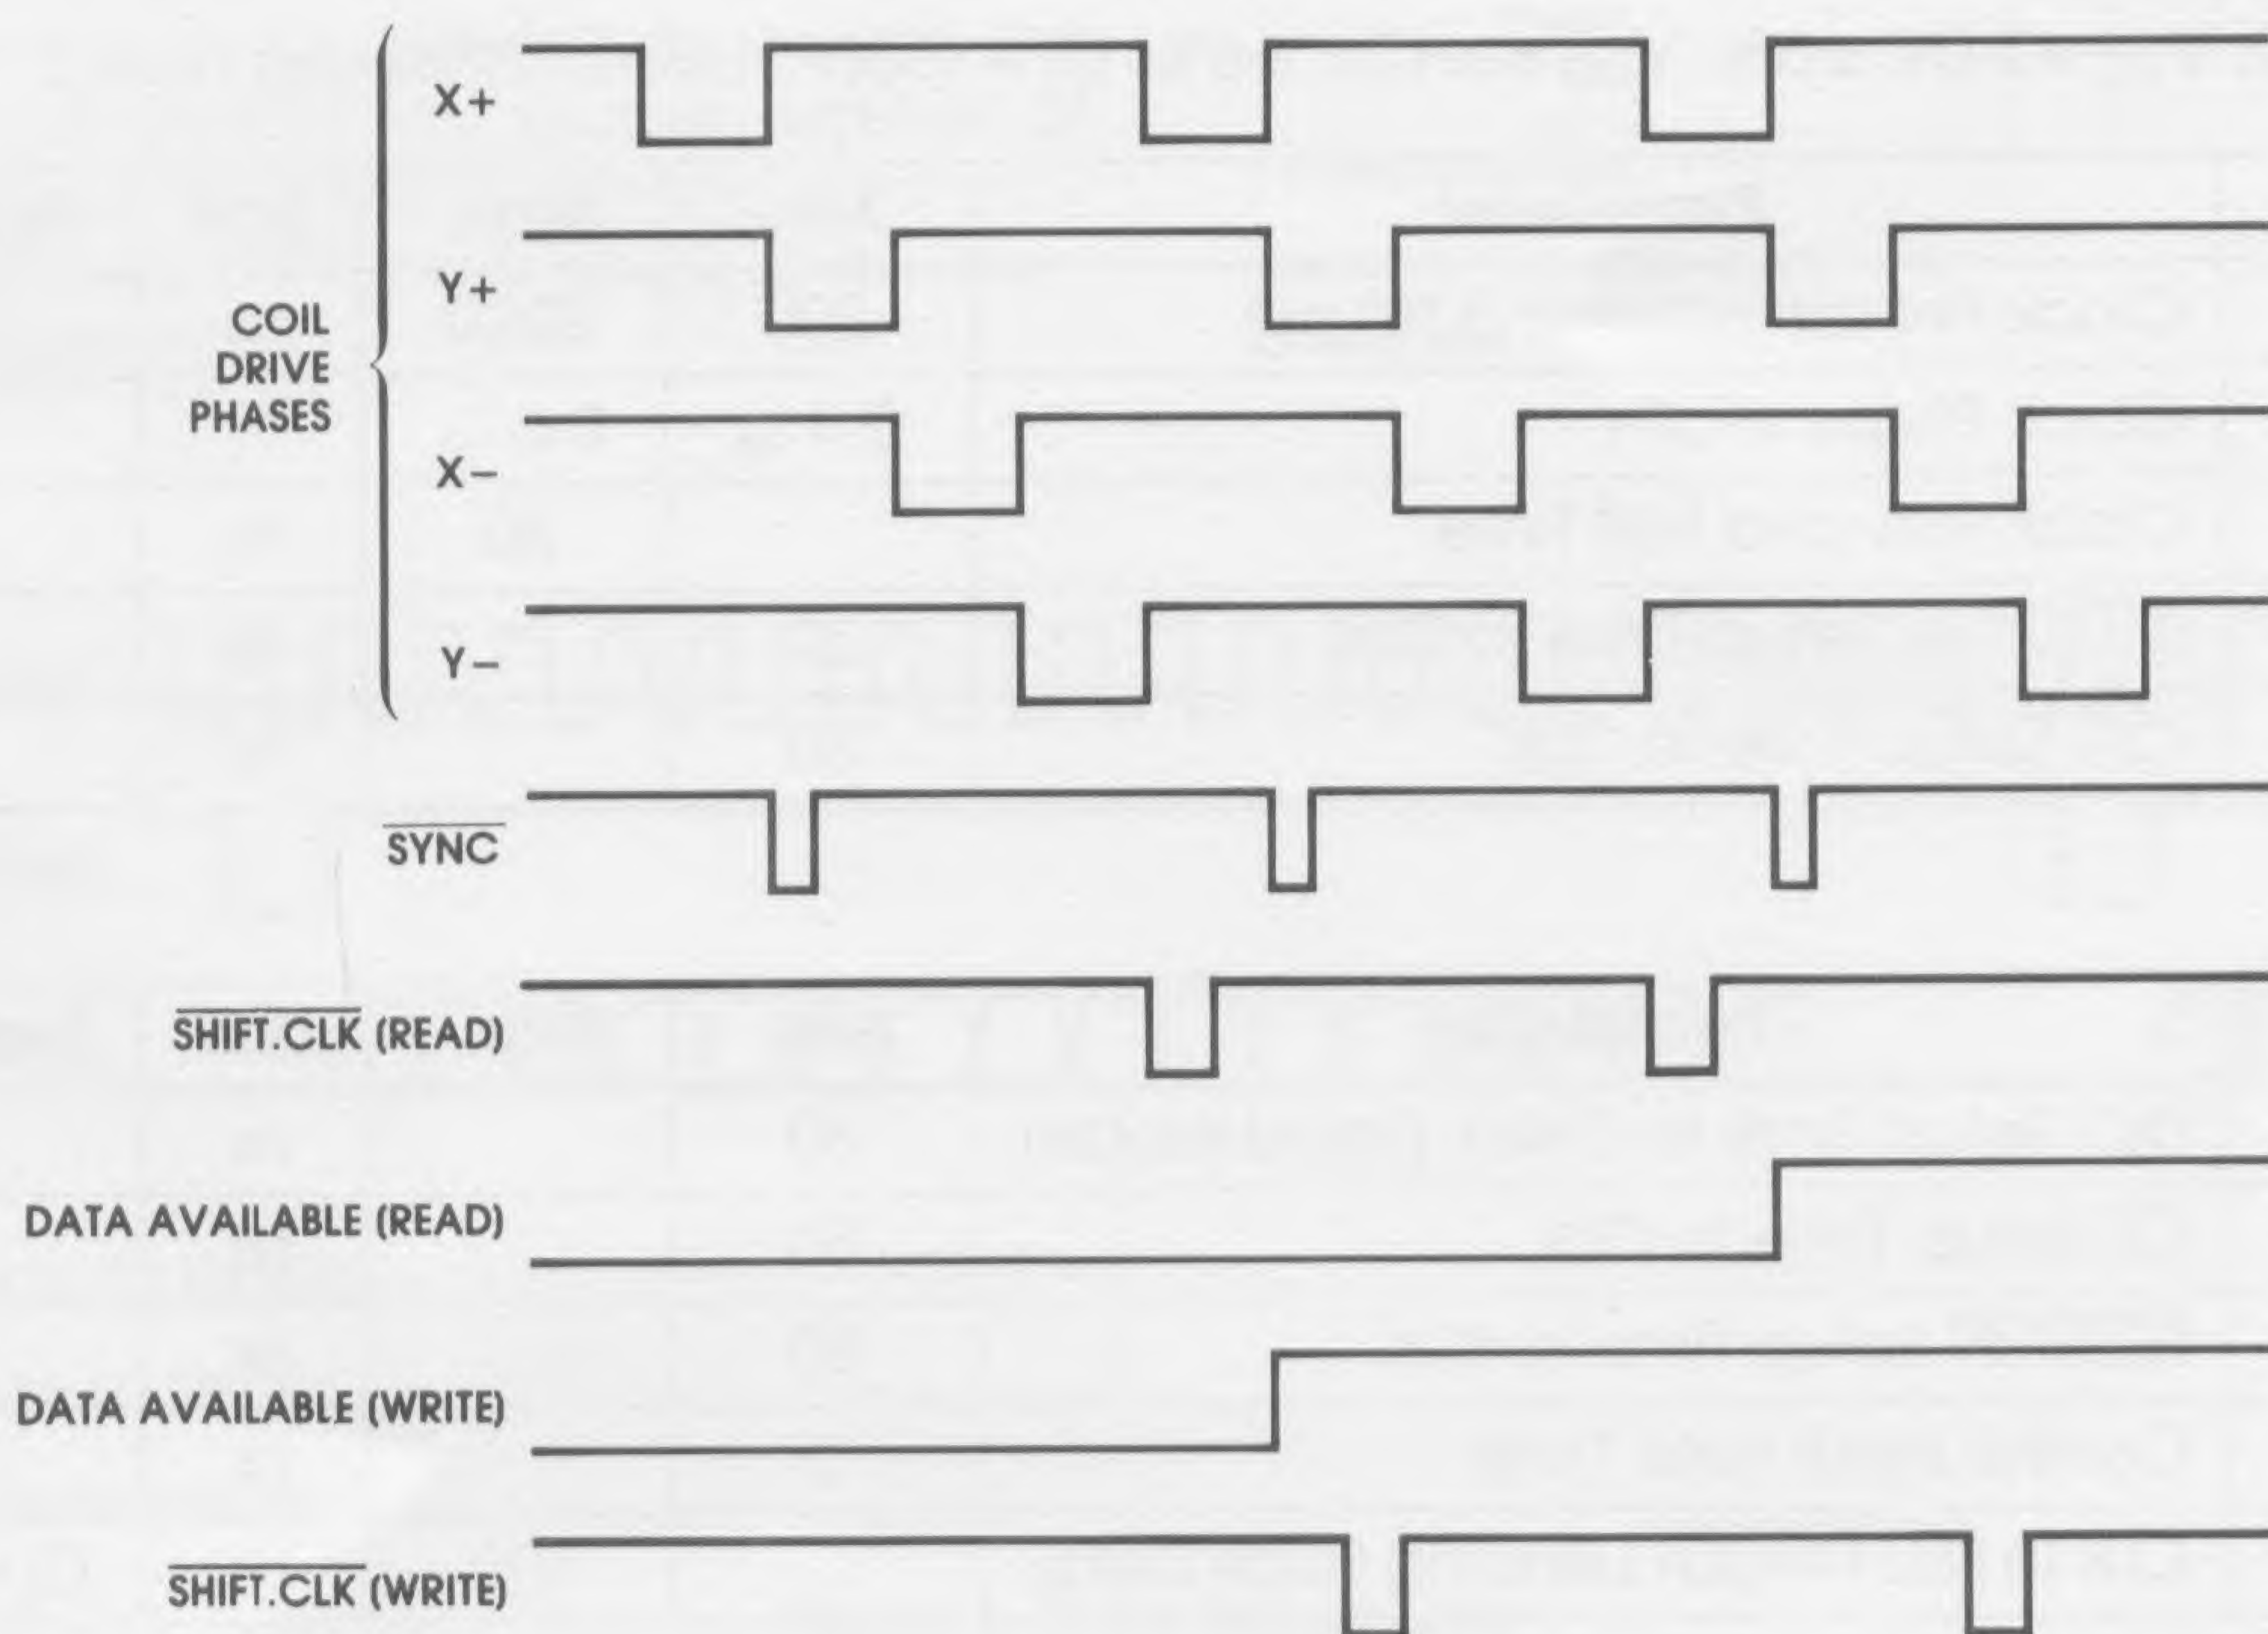 X+
Y+
COIL
DRIVE
PHASES
X−
Y−
SYNC
SHIFT.CLK (READ)
DATA AVAILABLE (READ)
DATA AVAILABLE (WRITE)
SHIFT.CLK (WRITE)